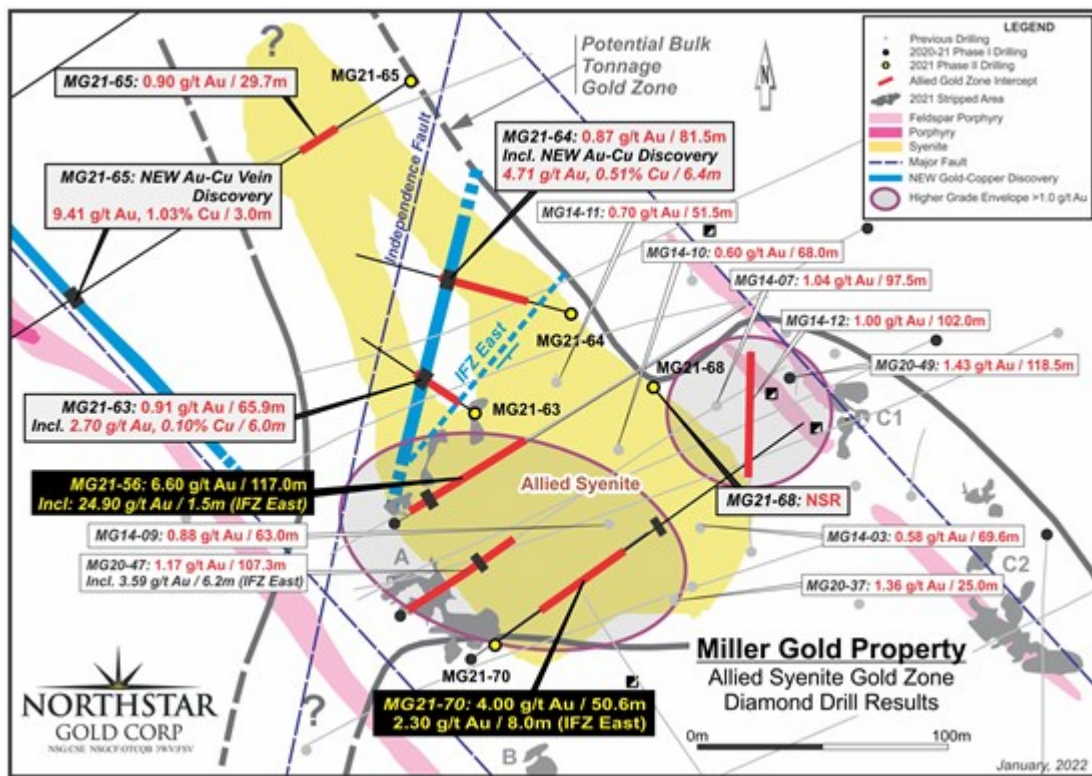 ?
Potential Bulk
Tonnage
Gold Zone
N
LEGEND
Previous Drilling
2020-21 Phase I Drilling
2021 Phase II Drilling
Allied Gold Zone Intercept
2021 Stripped Area
Feldspar Porphyry
Porphyry
Syenite
Major Fault
NEW Gold-Copper Discovery
Higher Grade Envelope >1.0 g/t Au
MG21-65: 0.90 g/t Au / 29.7m
MG21-65
MG21-64: 0.87 g/t Au / 81.5m
Incl. NEW Au-Cu Discovery
4.71 g/t Au, 0.51% Cu / 6.4m
MG21-65: NEW Au-Cu Vein
Discovery
9.41 g/t Au, 1.03% Cu / 3.0m
Independence Fault
MG14-11: 0.70 g/t Au / 51.5m
MG14-10: 0.60 g/t Au / 68.0m
MG14-07: 1.04 g/t Au / 97.5m
MG14-12: 1.00 g/t Au / 102.0m
MG20-49: 1.43 g/t Au / 118.5m
IFZ East
MG21-64
MG21-68
MG21-63: 0.91 g/t Au / 65.9m
Incl. 2.70 g/t Au, 0.10% Cu / 6.0m
MG21-63
C1
MG21-56: 6.60 g/t Au / 117.0m
Incl: 24.90 g/t Au / 1.5m (IFZ East)
Allied Syenite
MG21-68: NSR
MG14-09: 0.88 g/t Au / 63.0m
MG14-03: 0.58 g/t Au / 69.6m
MG20-47: 1.17 g/t Au / 107.3m
Incl. 3.59 g/t Au / 6.2m (IFZ East)
A
C2
MG20-37: 1.36 g/t Au / 25.0m
MG21-70
MG21-70: 4.00 g/t Au / 50.6m
2.30 g/t Au / 8.0m (IFZ East)
Miller Gold Property
Allied Syenite Gold Zone
Diamond Drill Results
0m
100m
NORTHSTAR
GOLD CORP
NSG:CSE NSGCF:OTCQB 3WV:FSV
?
B
January, 2022